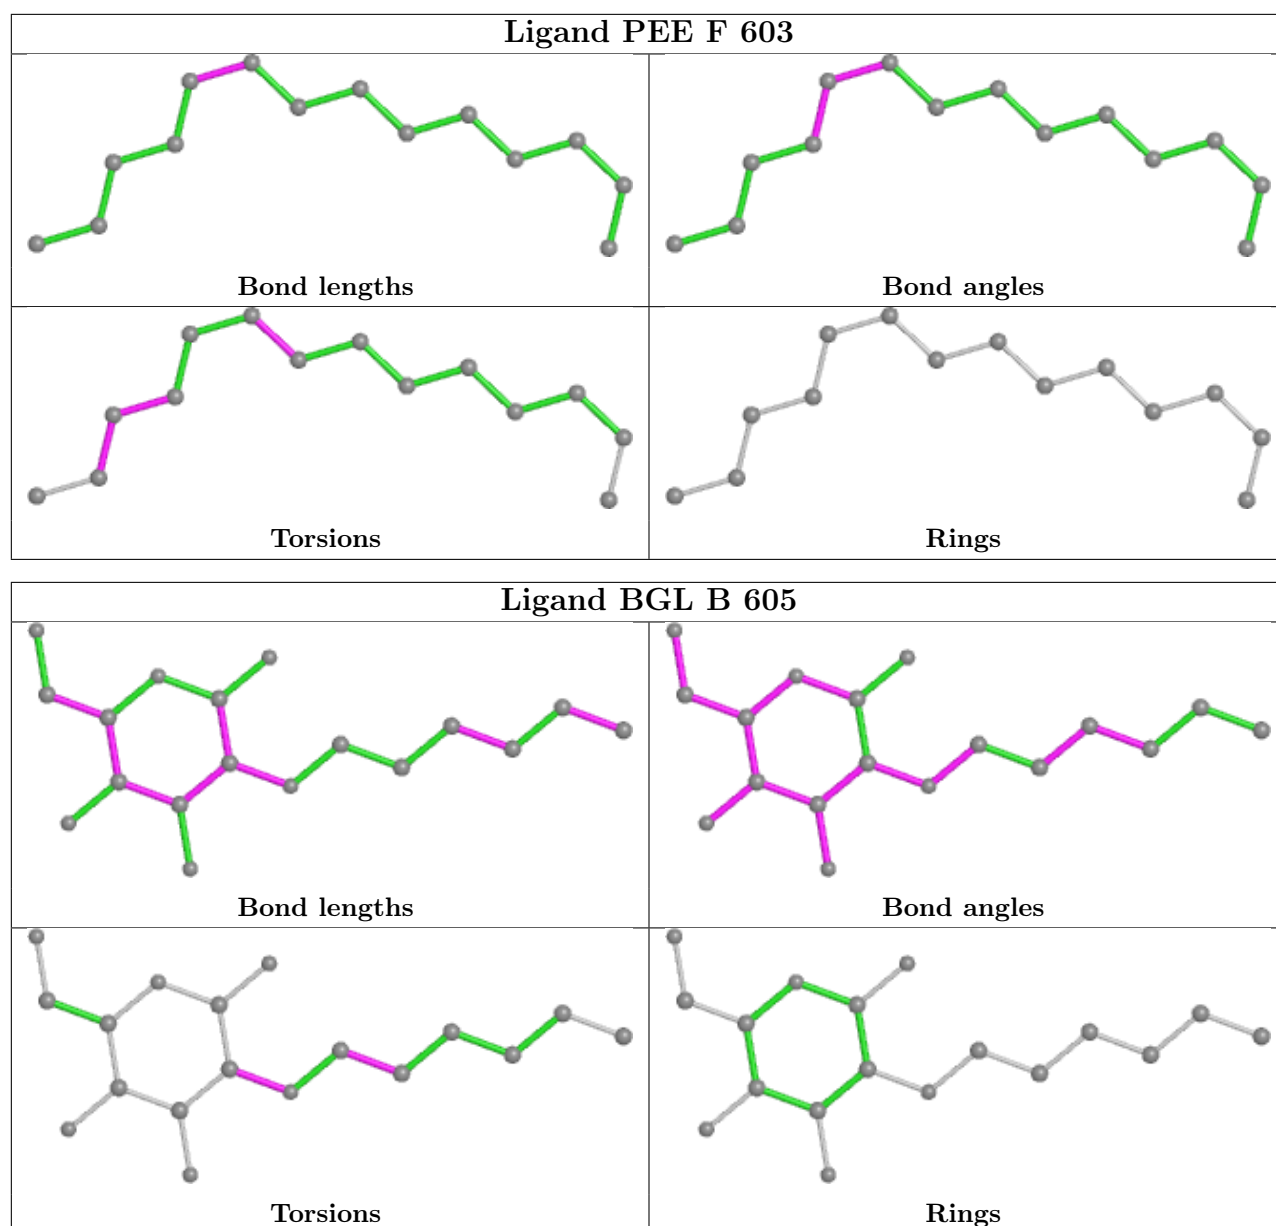 Ligand PEE F 603
Bond lengths
Bond angles
Torsions
Rings
Ligand BGL B 605
Bond lengths
Bond angles
Torsions
Rings